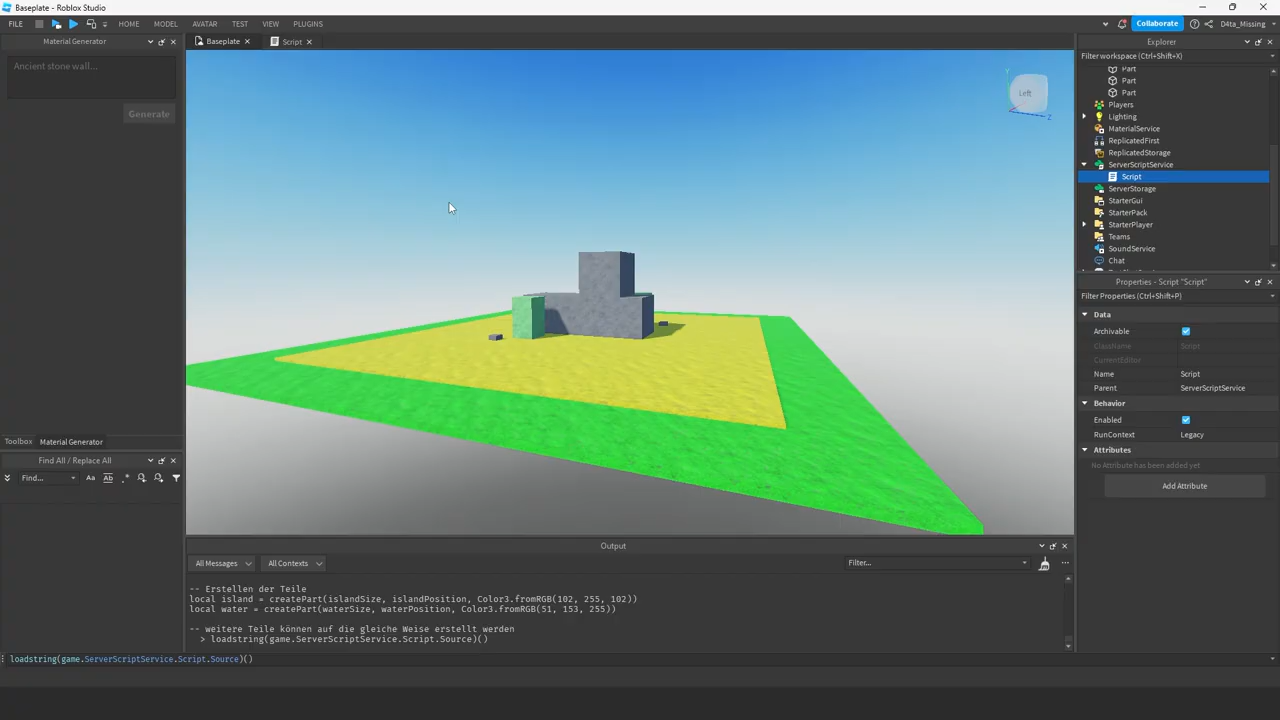 Baseplate - Roblox Studio
FILE HOME MODEL AVATAR TEST VIEW PLUGINS
Collaborate D4ta_Missing
Material Generator
Ancient stone wall...
Generate
Toolbox Material Generator
Find All / Replace All
Find... Aa Ab .*
Baseplate Script
Left
Y
Z
Output
All Messages All Contexts Filter...
-- Erstellen der Teile
local island = createPart(islandSize, islandPosition, Color3.fromRGB(102, 255, 102))
local water = createPart(waterSize, waterPosition, Color3.fromRGB(51, 153, 255))
-- weitere Teile können auf die gleiche Weise erstellt werden
> loadstring(game.ServerScriptService.Script.Source)()
loadstring(game.ServerScriptService.Script.Source)()
Explorer
Filter workspace (Ctrl+Shift+X)
Part
Part
Part
Players
Lighting
MaterialService
ReplicatedFirst
ReplicatedStorage
ServerScriptService
Script
ServerStorage
StarterGui
StarterPack
StarterPlayer
Teams
SoundService
Chat
Properties - Script "Script"
Filter Properties (Ctrl+Shift+P)
Data
Archivable
ClassName Script
CurrentEditor
Name Script
Parent ServerScriptService
Behavior
Enabled
RunContext Legacy
Attributes
No Attribute has been added yet
Add Attribute